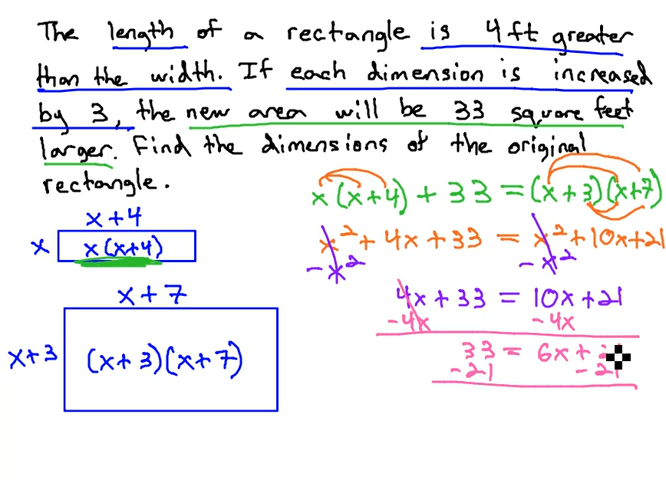 The length of a rectangle is 4ft greater
than the width. If each dimension is increased
by 3, the new area will be 33 square feet
larger. Find the dimensions of the original
rectangle.
x + 4
x
x(x+4)
x + 7
x+3
(x+3)(x+7)
x(x+4) + 33 = (x+3)(x+7)
x² + 4x + 33 = x² + 10x + 21
- x² - x²
4x + 33 = 10x + 21
-4x -4x
33 = 6x +
-21 - 21